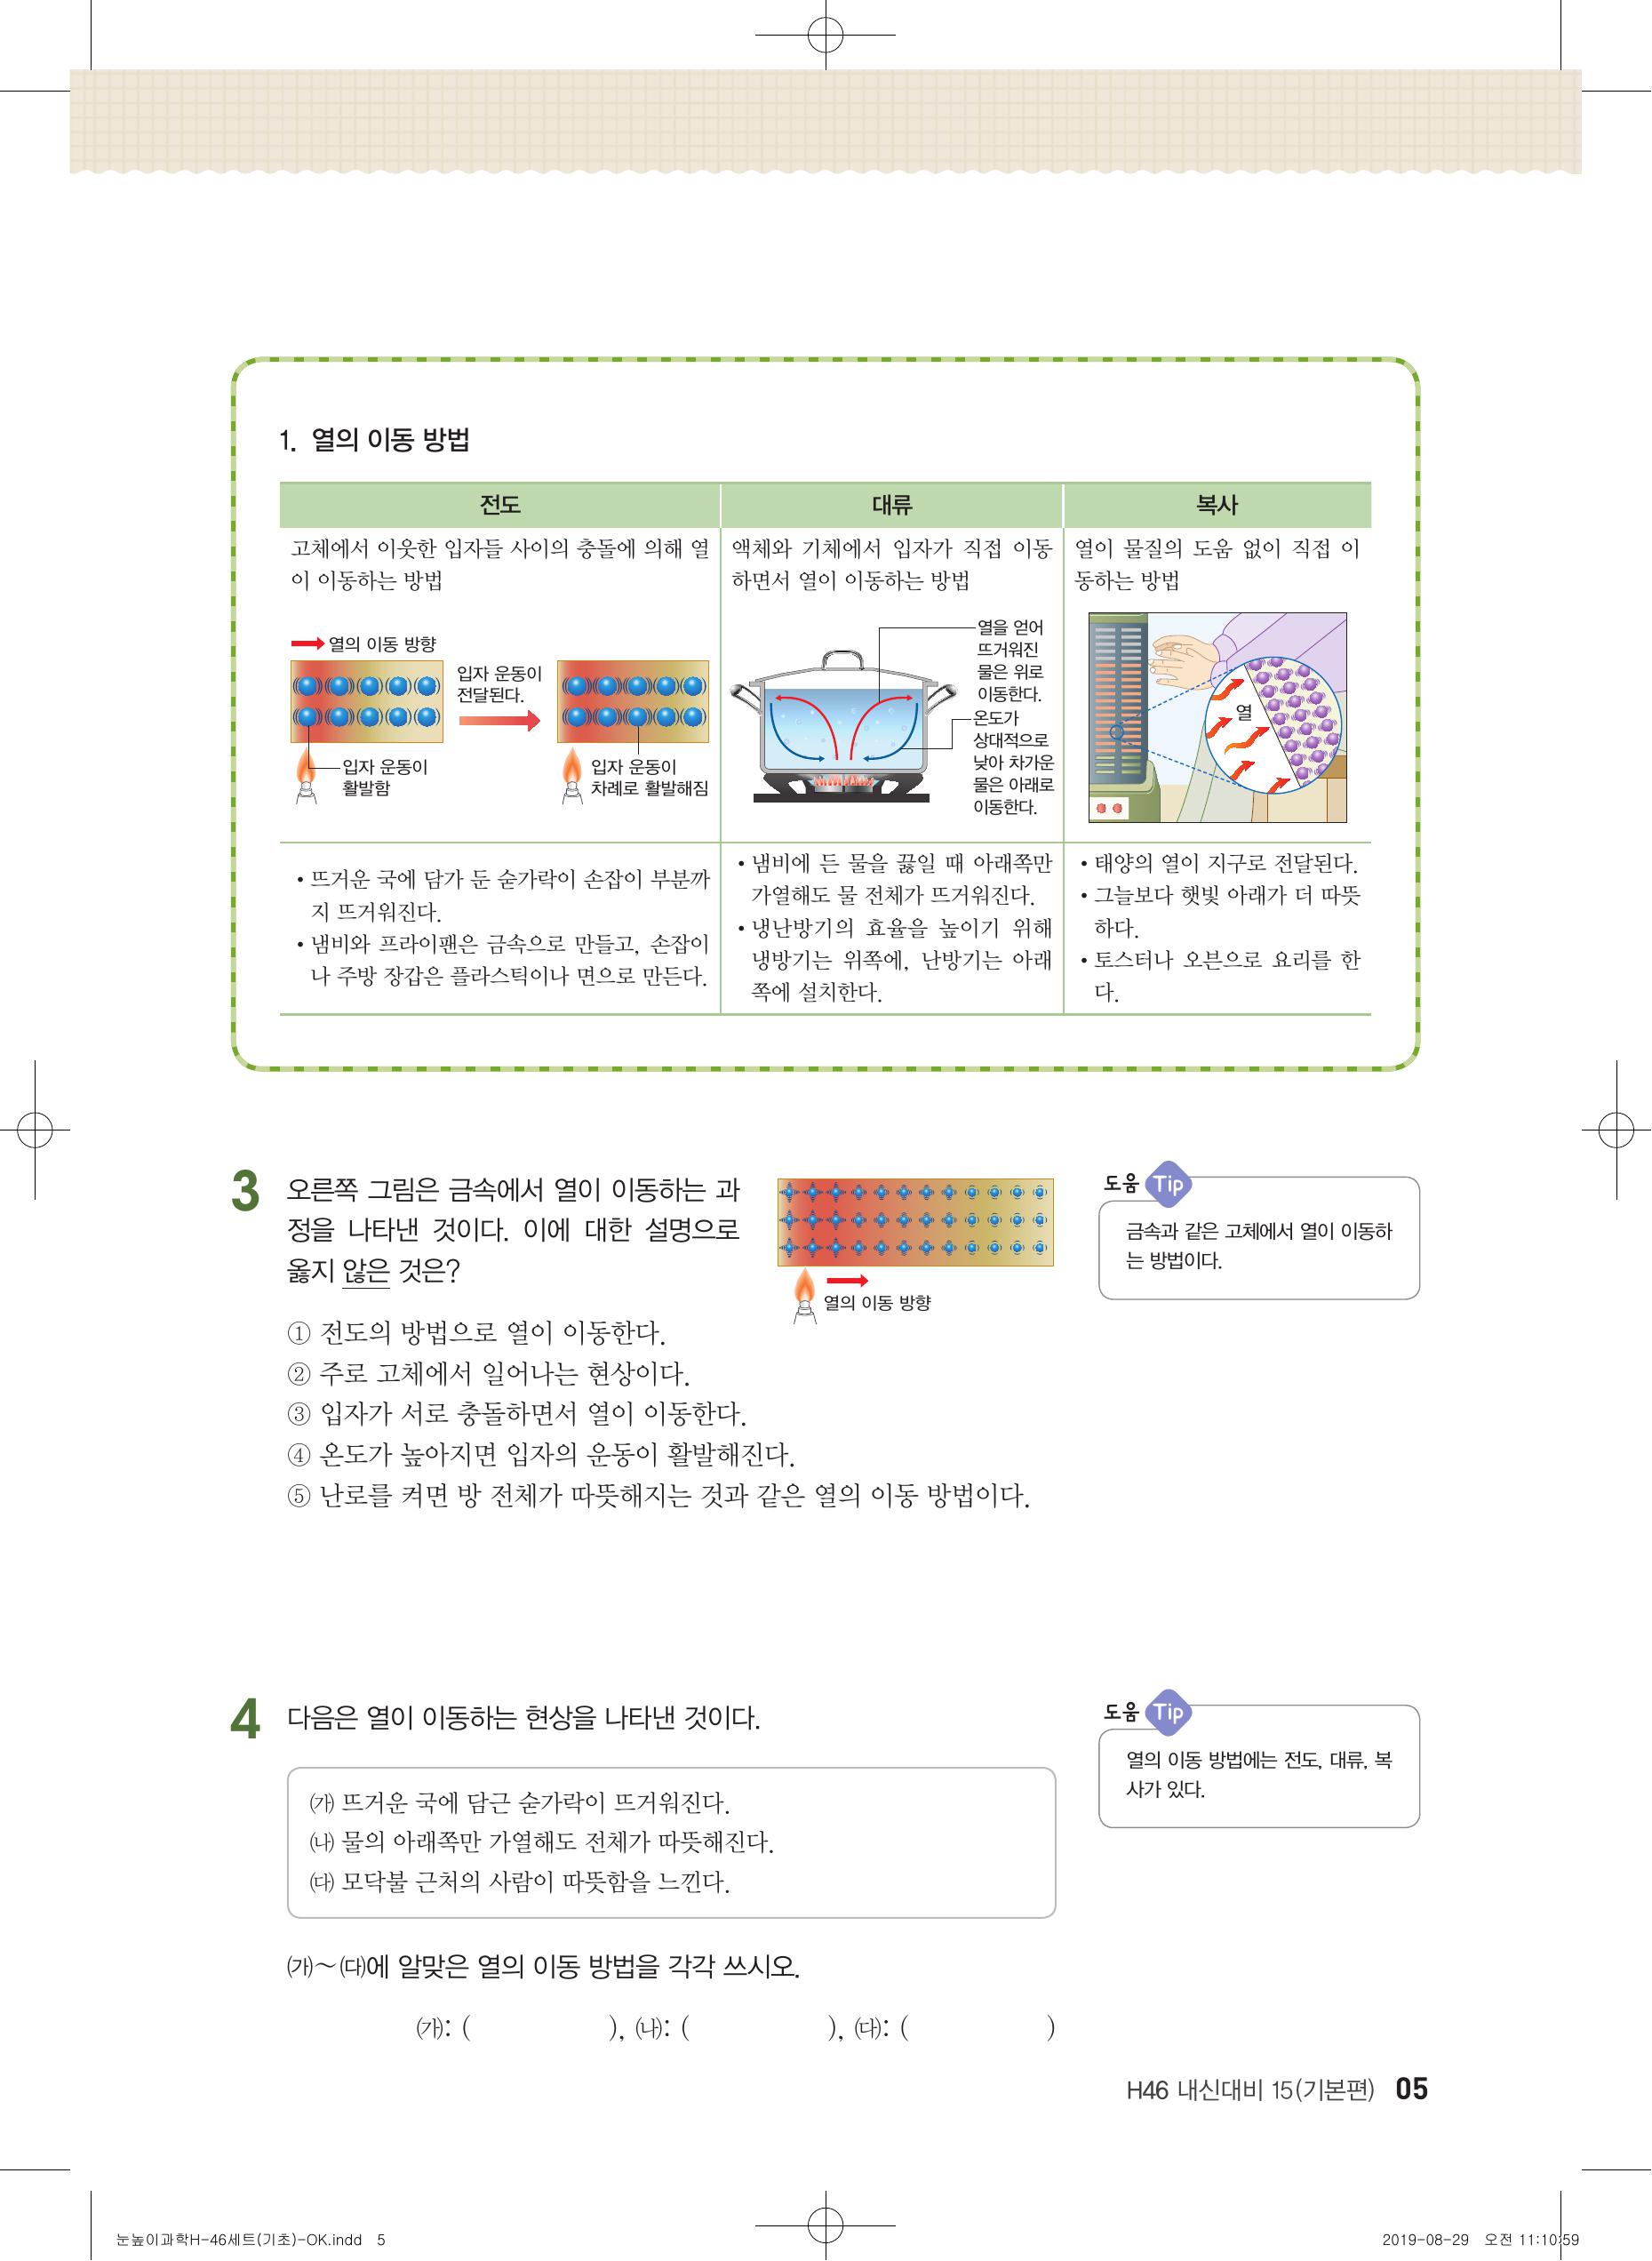 1. 열의 이동 방법
전도
대류
복사
고체에서 이웃한 입자들 사이의 충돌에 의해 열
이 이동하는 방법
열의 이동 방향
입자 운동이
전달된다.
입자 운동이
활발함
입자 운동이
차례로 활발해짐
액체와 기체에서 입자가 직접 이동
하면서 열이 이동하는 방법
열을 얻어
뜨거워진
물은 위로
이동한다.
온도가
상대적으로
낮아 차가운
물은 아래로
이동한다.
열이 물질의 도움 없이 직접 이
동하는 방법
열
• 뜨거운 국에 담가 둔 숟가락이 손잡이 부분까
지 뜨거워진다.
• 냄비와 프라이팬은 금속으로 만들고, 손잡이
나 주방 장갑은 플라스틱이나 면으로 만든다.
• 냄비에 든 물을 끓일 때 아래쪽만
가열해도 물 전체가 뜨거워진다.
• 냉난방기의 효율을 높이기 위해
냉방기는 위쪽에, 난방기는 아래
쪽에 설치한다.
• 태양의 열이 지구로 전달된다.
• 그늘보다 햇빛 아래가 더 따뜻
하다.
• 토스터나 오븐으로 요리를 한
다.
3 오른쪽 그림은 금속에서 열이 이동하는 과
정을 나타낸 것이다. 이에 대한 설명으로
옳지 않은 것은?
열의 이동 방향
① 전도의 방법으로 열이 이동한다.
② 주로 고체에서 일어나는 현상이다.
③ 입자가 서로 충돌하면서 열이 이동한다.
④ 온도가 높아지면 입자의 운동이 활발해진다.
⑤ 난로를 켜면 방 전체가 따뜻해지는 것과 같은 열의 이동 방법이다.
도움 Tip
금속과 같은 고체에서 열이 이동하
는 방법이다.
4 다음은 열이 이동하는 현상을 나타낸 것이다.
㈎ 뜨거운 국에 담근 숟가락이 뜨거워진다.
㈏ 물의 아래쪽만 가열해도 전체가 따뜻해진다.
㈐ 모닥불 근처의 사람이 따뜻함을 느낀다.
㈎~㈐에 알맞은 열의 이동 방법을 각각 쓰시오.
㈎: ( ), ㈏: ( ), ㈐: ( )
도움 Tip
열의 이동 방법에는 전도, 대류, 복
사가 있다.
H46 내신대비 15(기본편) 05
눈높이과학H-46세트(기초)-OK.indd 5
2019-08-29 오전 11:10:59